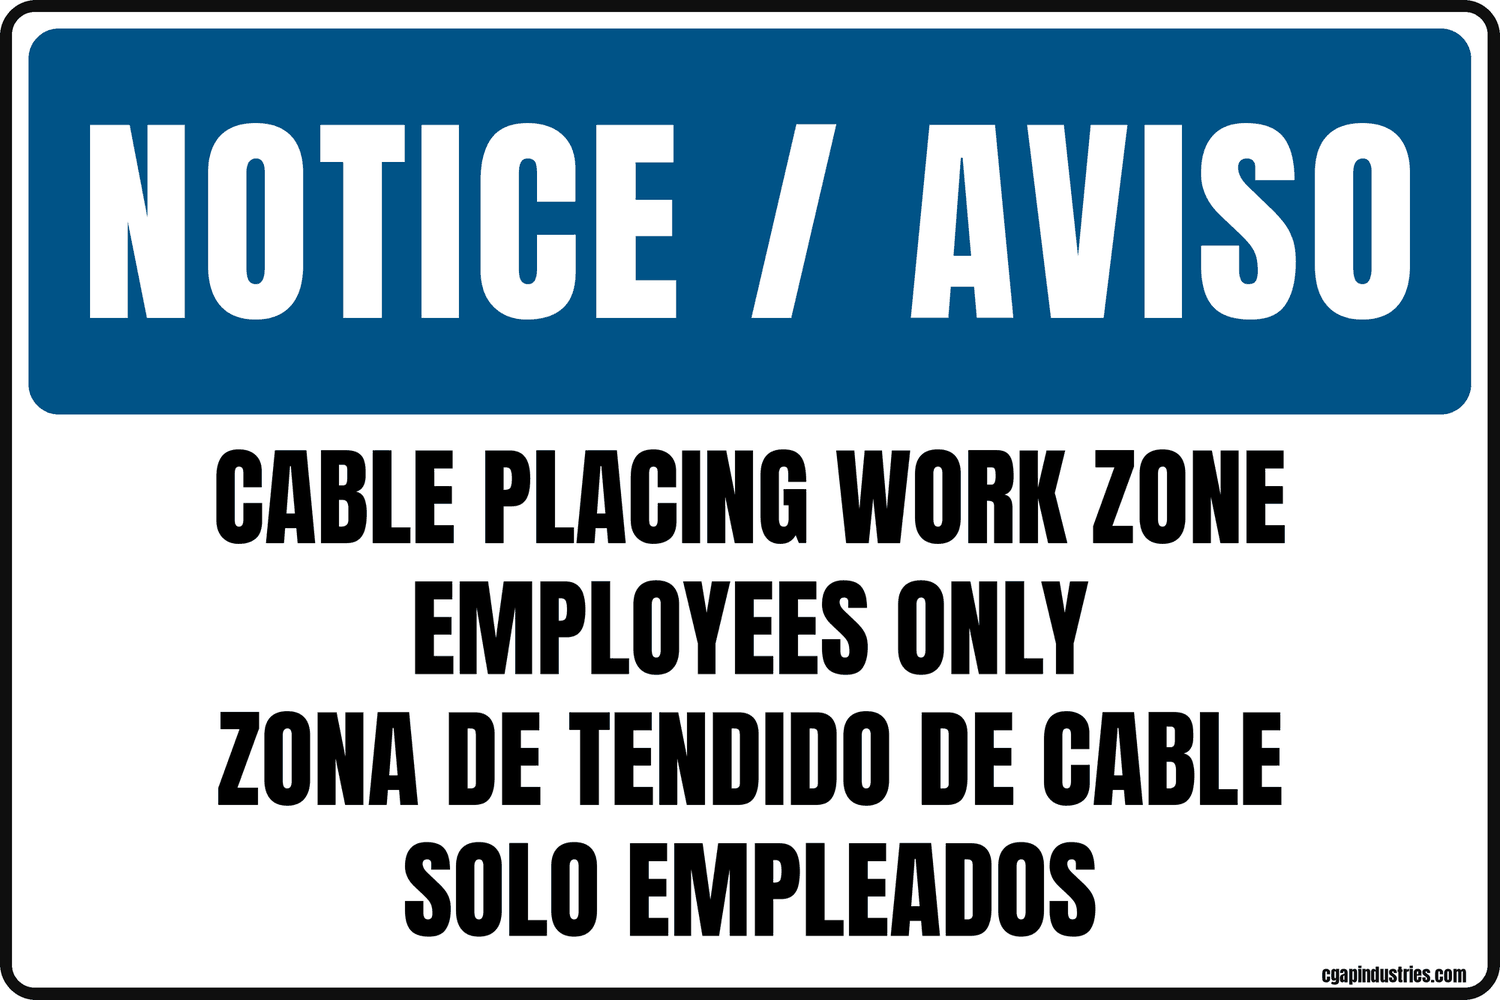 NOTICE / AVISO
CABLE PLACING WORK ZONE
EMPLOYEES ONLY
ZONA DE TENDIDO DE CABLE
SOLO EMPLEADOS
cgapindustries.com